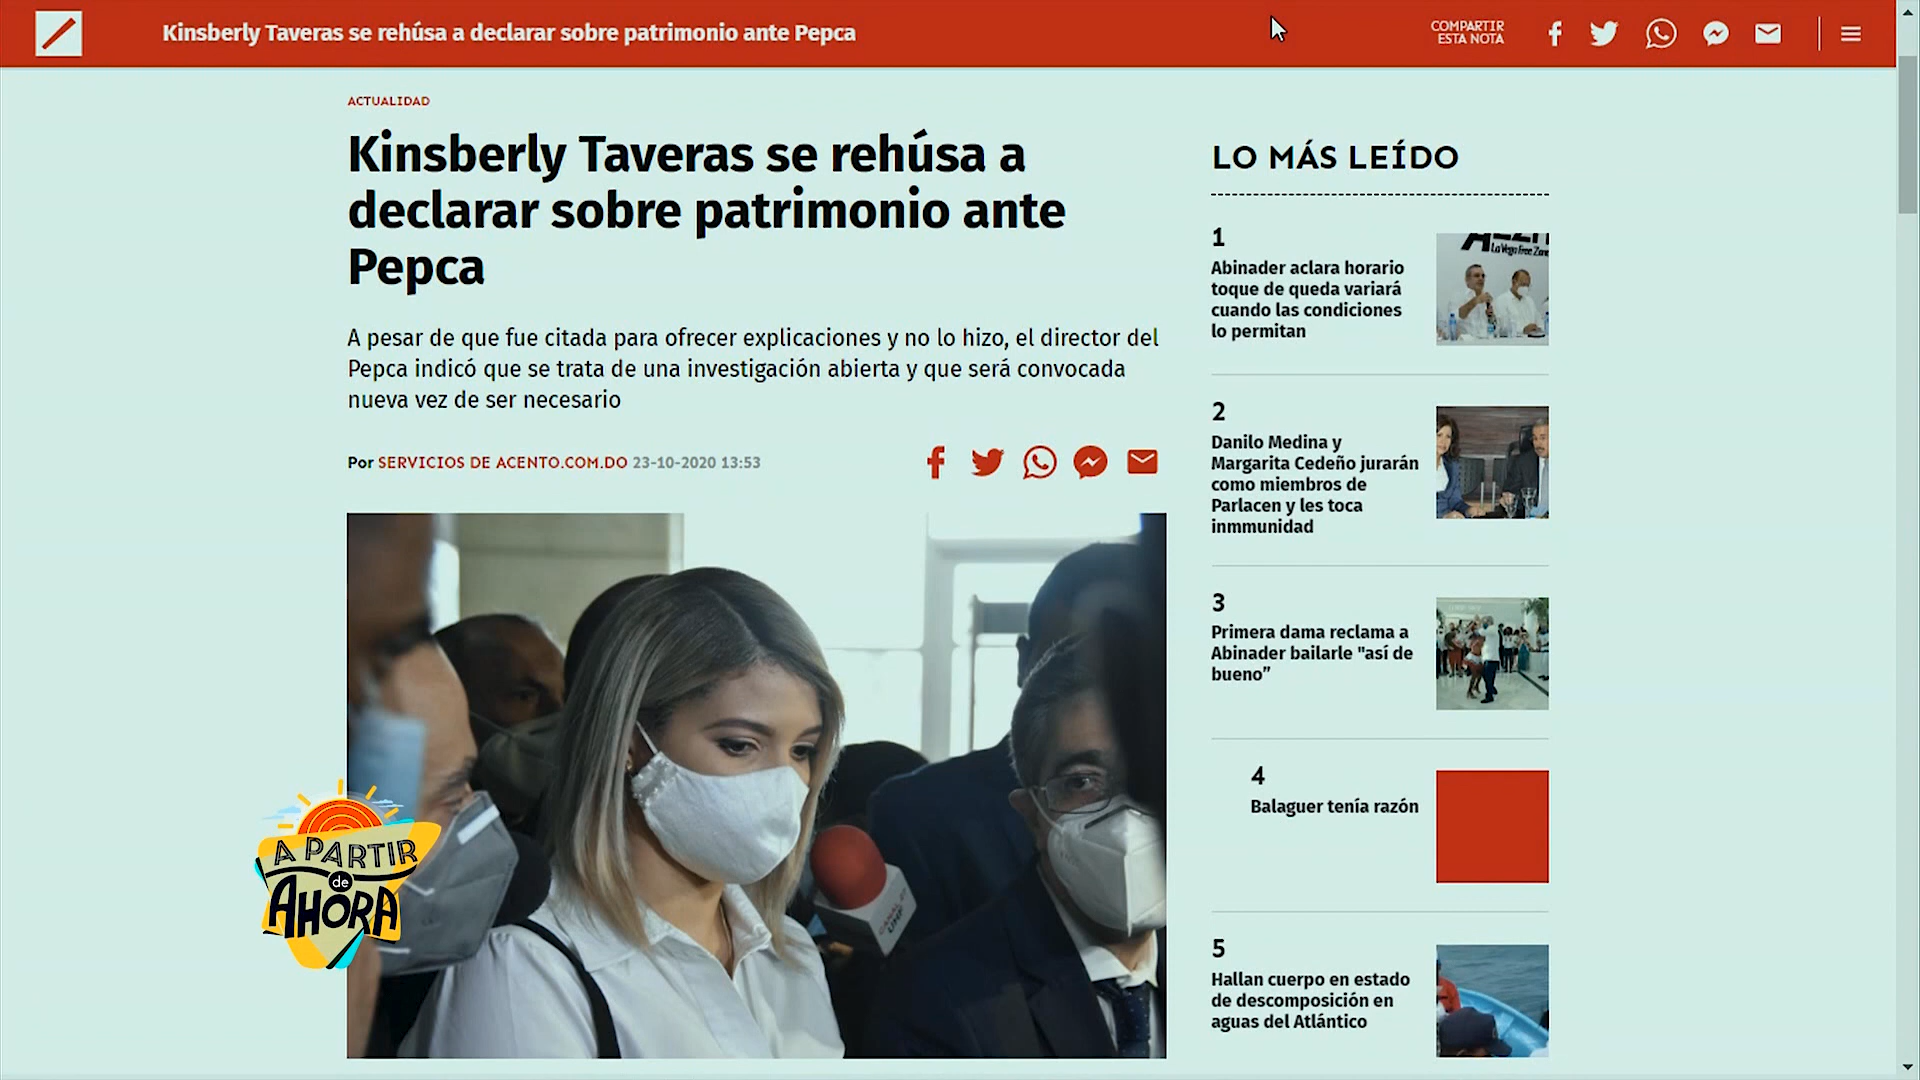 Kinsberly Taveras se rehúsa a declarar sobre patrimonio ante Pepca
COMPARTIR
ESTA NOTA
ACTUALIDAD
Kinsberly Taveras se rehúsa a
declarar sobre patrimonio ante
Pepca
A pesar de que fue citada para ofrecer explicaciones y no lo hizo, el director del
Pepca indicó que se trata de una investigación abierta y que será convocada
nueva vez de ser necesario
Por SERVICIOS DE ACENTO.COM.DO 23-10-2020 13:53
CANAL
UHF
A PARTIR
de
AHORA
LO MÁS LEÍDO
1
Abinader aclara horario
toque de queda variará
cuando las condiciones
lo permitan
La Vega Free Zone
2
Danilo Medina y
Margarita Cedeño jurarán
como miembros de
Parlacen y les toca
inmmunidad
3
Primera dama reclama a
Abinader bailarle "así de
bueno”
4
Balaguer tenía razón
5
Hallan cuerpo en estado
de descomposición en
aguas del Atlántico